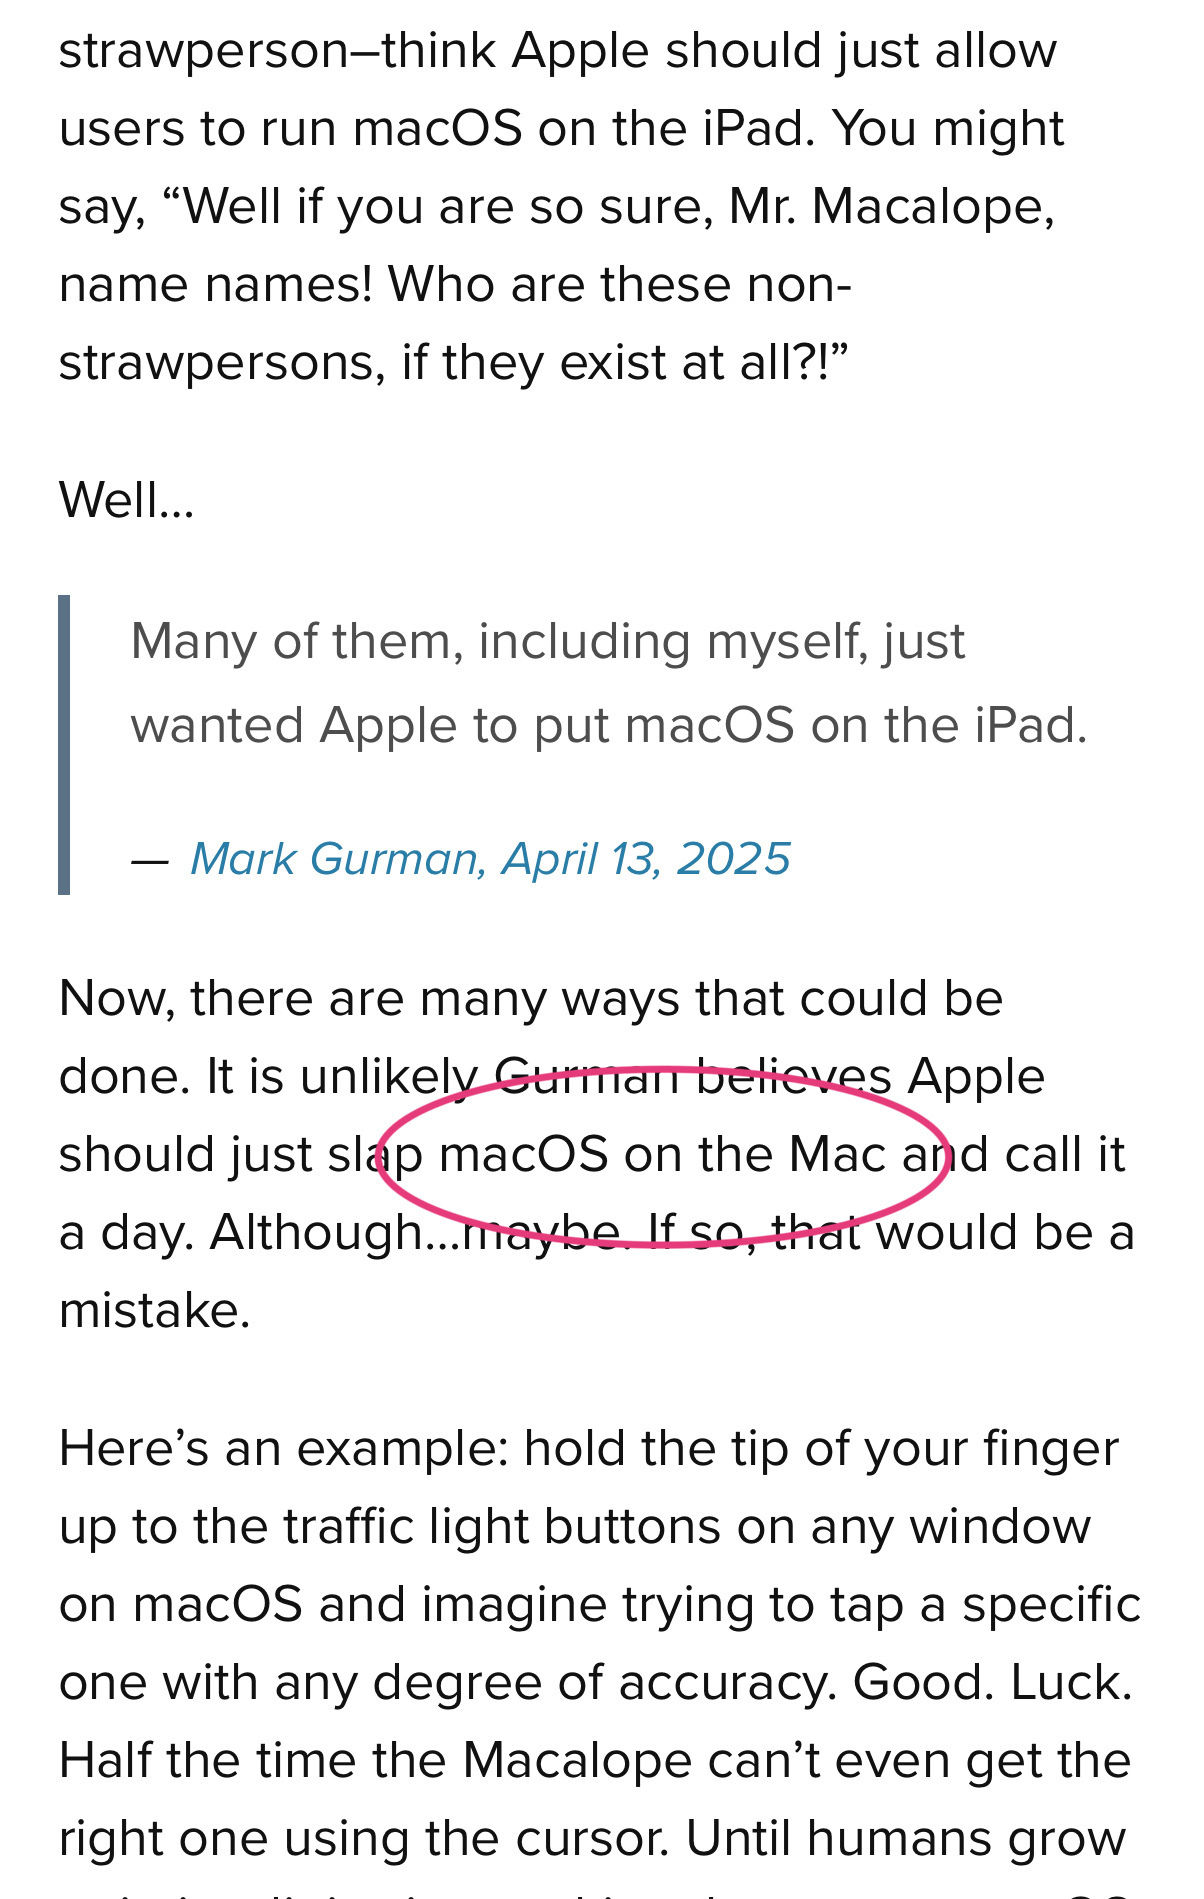 strawperson–think Apple should just allow
users to run macOS on the iPad. You might
say, “Well if you are so sure, Mr. Macalope,
name names! Who are these non-
strawpersons, if they exist at all?!”
Well…
Many of them, including myself, just
wanted Apple to put macOS on the iPad.
— Mark Gurman, April 13, 2025
Now, there are many ways that could be
done. It is unlikely Gurman believes Apple
should just slap macOS on the Mac and call it
a day. Although…maybe. If so, that would be a
mistake.
Here’s an example: hold the tip of your finger
up to the traffic light buttons on any window
on macOS and imagine trying to tap a specific
one with any degree of accuracy. Good. Luck.
Half the time the Macalope can’t even get the
right one using the cursor. Until humans grow